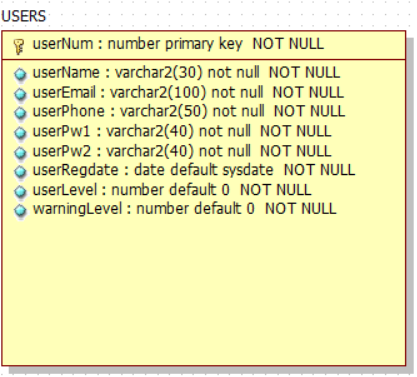 USERS
userNum : number primary key NOT NULL
userName : varchar2(30) not null NOT NULL
userEmail : varchar2(100) not null NOT NULL
userPhone : varchar2(50) not null NOT NULL
userPw1 : varchar2(40) not null NOT NULL
userPw2 : varchar2(40) not null NOT NULL
userRegdate : date default sysdate NOT NULL
userLevel : number default 0 NOT NULL
warningLevel : number default 0 NOT NULL